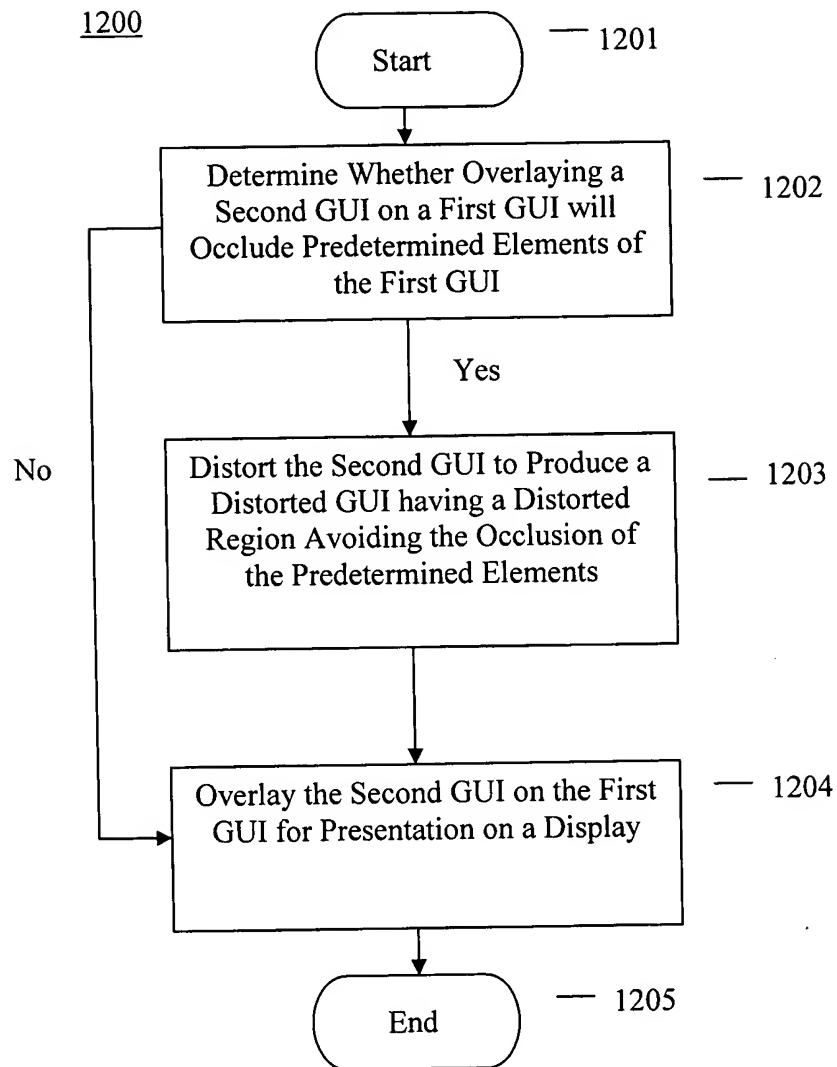 1200
Start
1201
Determine Whether Overlaying a
Second GUI on a First GUI will
Occlude Predetermined Elements of
the First GUI
1202
Yes
No
Distort the Second GUI to Produce a
Distorted GUI having a Distorted
Region Avoiding the Occlusion of
the Predetermined Elements
1203
Overlay the Second GUI on the First
GUI for Presentation on a Display
1204
End
1205